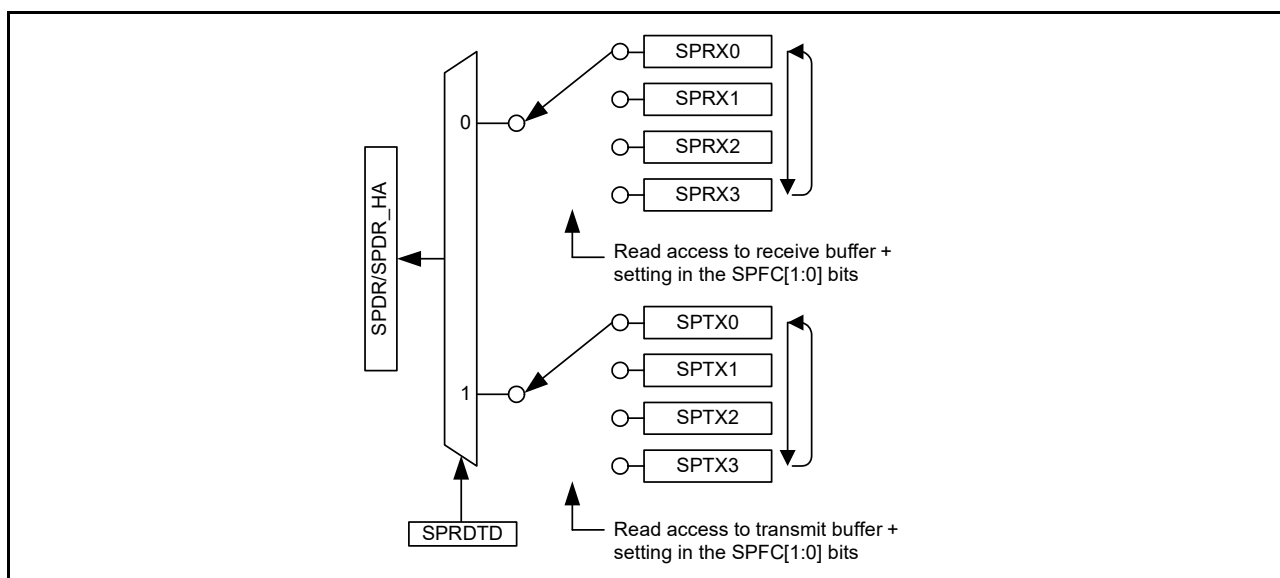 SPRX0
SPRX1
0
SPRX2
SPRX3
SPDR/SPDR_HA
Read access to receive buffer +
setting in the SPFC[1:0] bits
SPTX0
SPTX1
1
SPTX2
SPTX3
SPRDTD
Read access to transmit buffer +
setting in the SPFC[1:0] bits